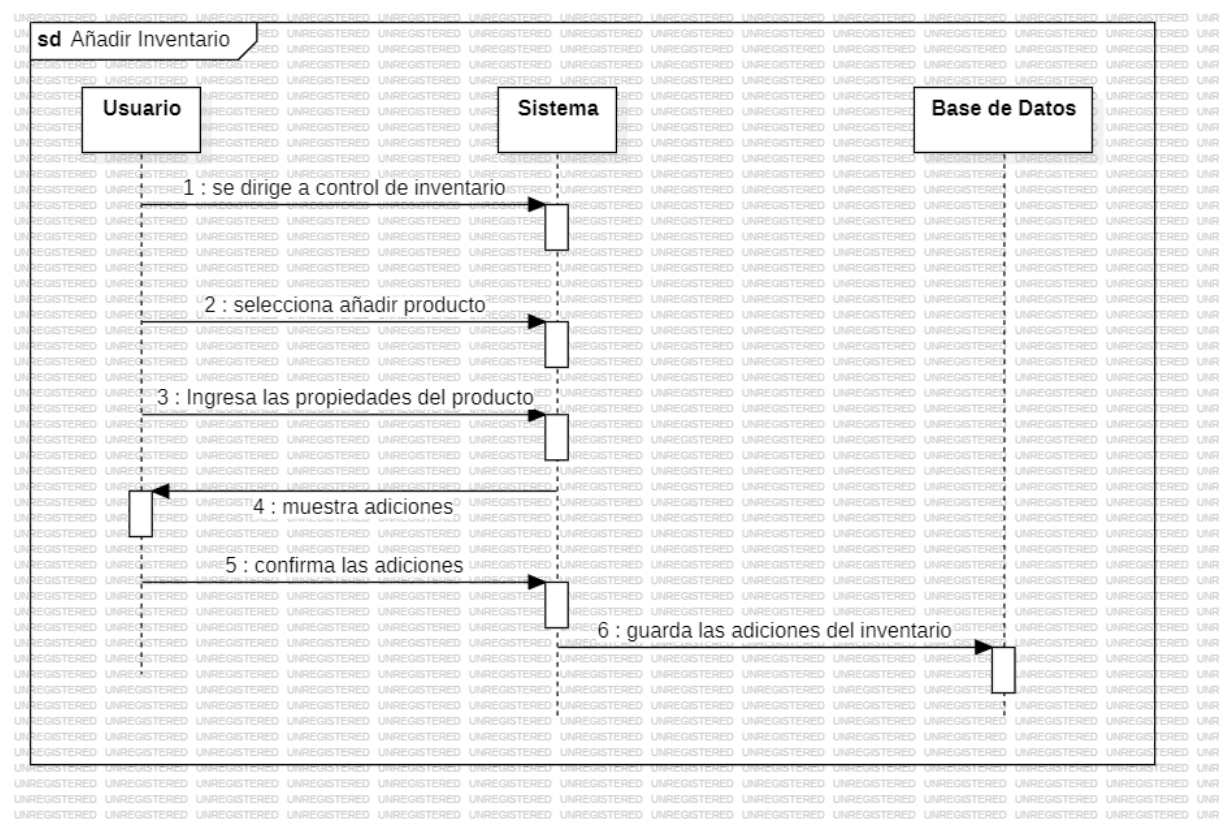 sd Añadir Inventario
Usuario
Sistema
Base de Datos
1 : se dirige a control de inventario
2 : selecciona añadir producto
3 : Ingresa las propiedades del producto
4 : muestra adiciones
5 : confirma las adiciones
6 : guarda las adiciones del inventario
UNREGISTERED